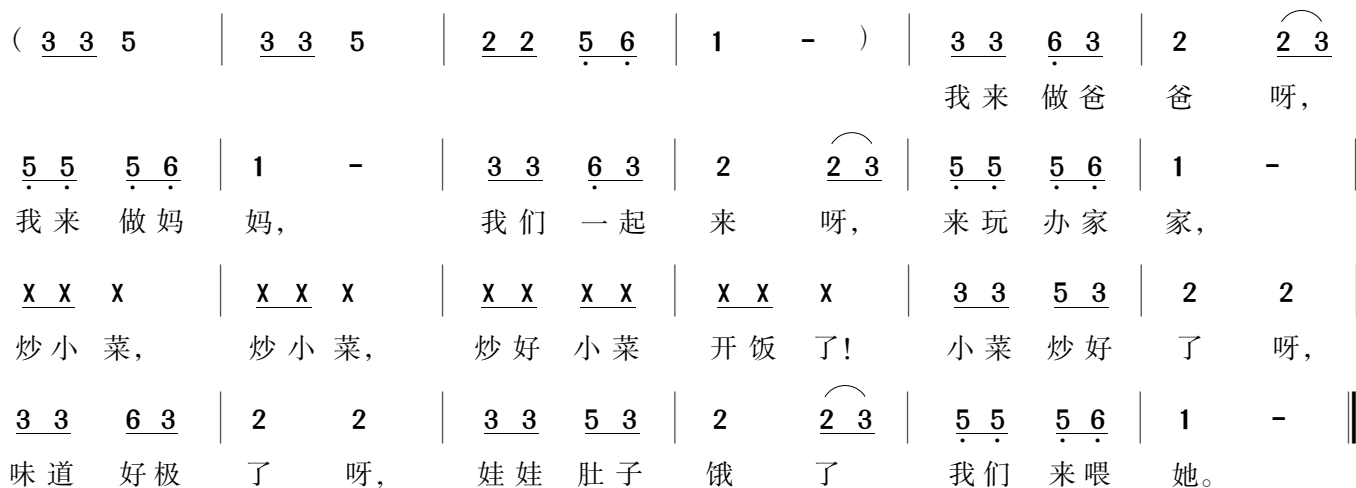 ( 3 3 5 | 3 3 5 | 2 2 5̣ 6̣ | 1 - ) | 3 3 6̣ 3 | 2 2 3 |
我来 做爸 爸 呀,
5̣ 5̣ 5̣ 6̣ | 1 - | 3 3 6̣ 3 | 2 2 3 | 5̣ 5̣ 5̣ 6̣ | 1 - |
我来 做妈 妈, 我们 一起 来 呀, 来玩 办家 家,
X X X | X X X | X X X X | X X X | 3 3 5 3 | 2 2 |
炒小 菜, 炒小 菜, 炒好 小菜 开饭 了! 小菜 炒好 了 呀,
3 3 6 3 | 2 2 | 3 3 5 3 | 2 2 3 | 5̣ 5̣ 5̣ 6̣ | 1 - ‖
味道 好极 了 呀, 娃娃 肚子 饿 了 我们 来喂 她。